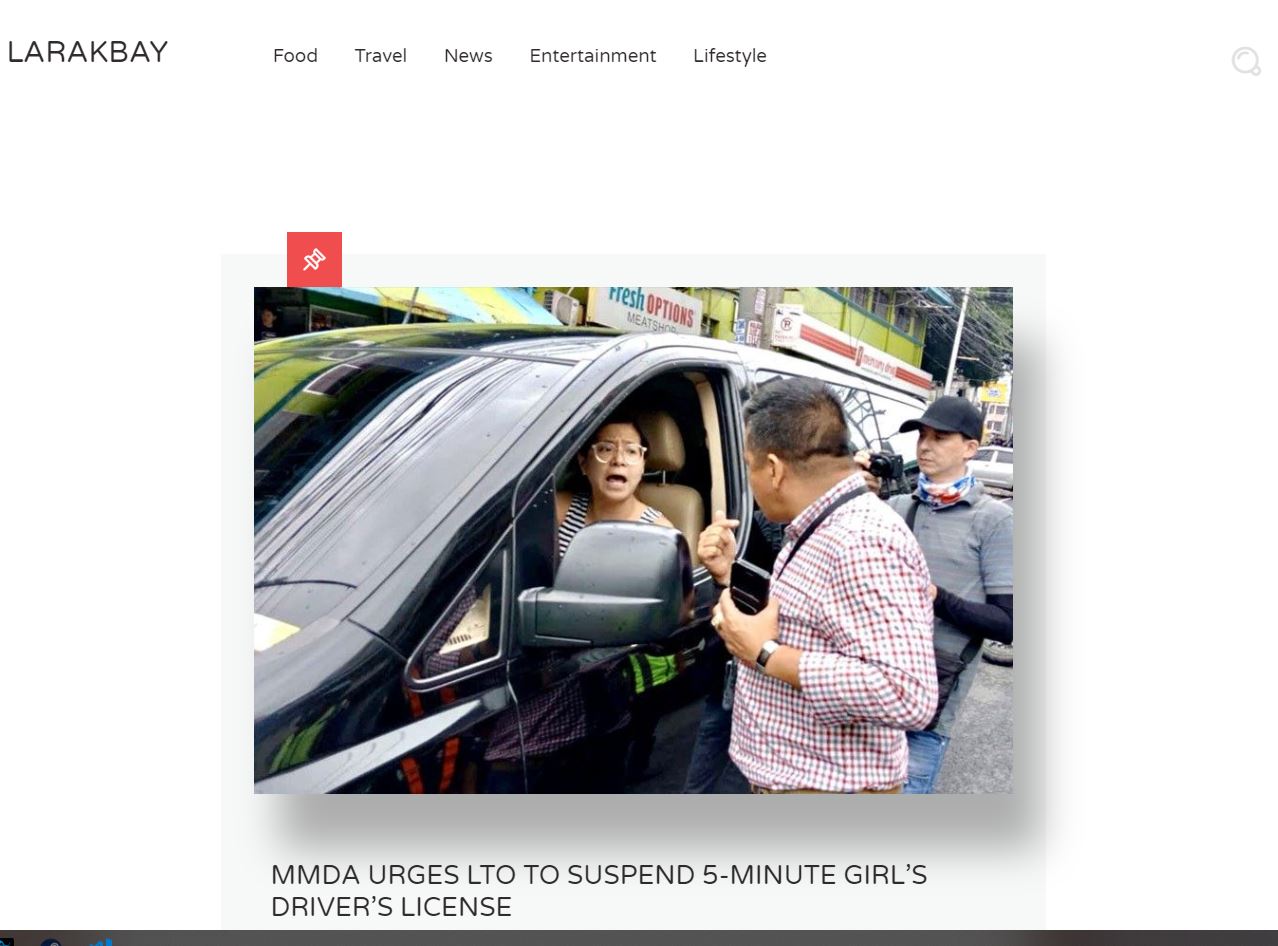 LARAKBAY
Food Travel News Entertainment Lifestyle
Fresh OPTIONS
MEATSHOP
mercury drug
MMDA URGES LTO TO SUSPEND 5-MINUTE GIRL’S
DRIVER’S LICENSE